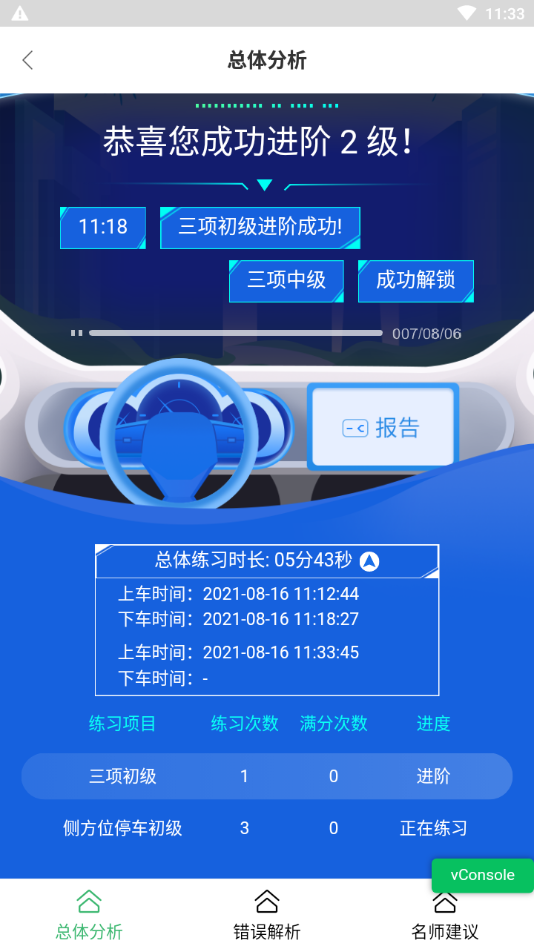 11:33
总体分析
恭喜您成功进阶 2 级!
11:18 三项初级进阶成功!
三项中级 成功解锁
007/08/06
报告
总体练习时长: 05分43秒
上车时间：2021-08-16 11:12:44
下车时间：2021-08-16 11:18:27
上车时间：2021-08-16 11:33:45
下车时间：-
练习项目 练习次数 满分次数 进度
三项初级 1 0 进阶
侧方位停车初级 3 0 正在练习
vConsole
总体分析 错误解析 名师建议